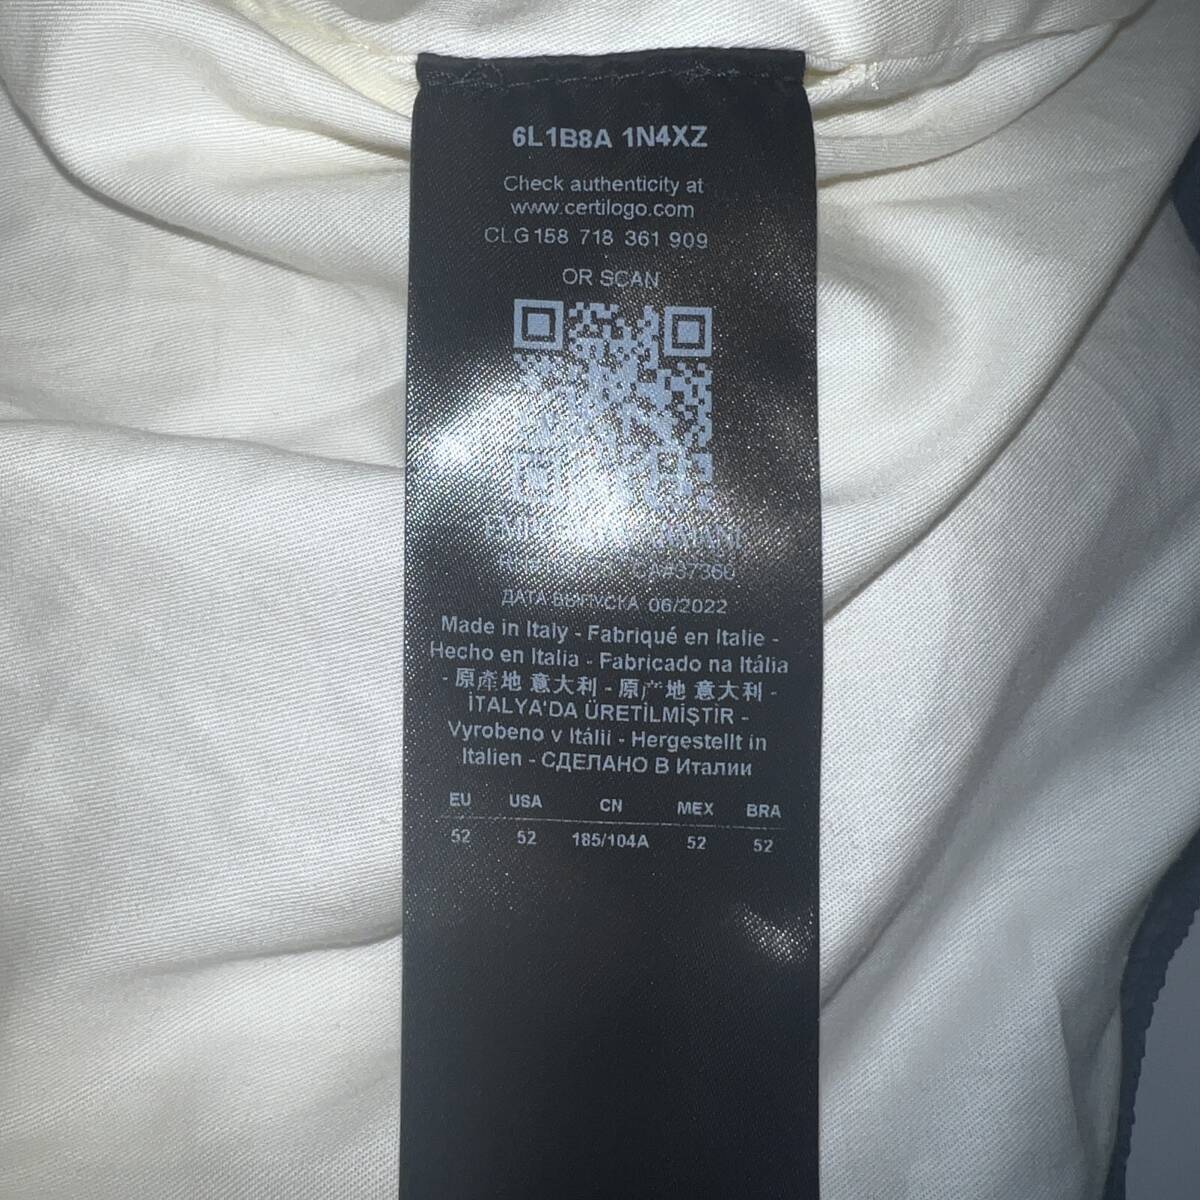 6L1B8A 1N4XZ
Check authenticity at
www.certilogo.com
CLG 158 718 361 909
OR SCAN
CA#37360
ДАТА ВЫПУСКА 06/2022
Made in Italy - Fabriqué en Italie -
Hecho en Italia - Fabricado na Itália
- 原產地 意大利 - 原产地 意大利 -
İTALYA'DA ÜRETİLMİŞTİR -
Vyrobeno v Itálii - Hergestellt in
Italien - СДЕЛАНО В Италии
EU USA CN MEX BRA
52 52 185/104A 52 52